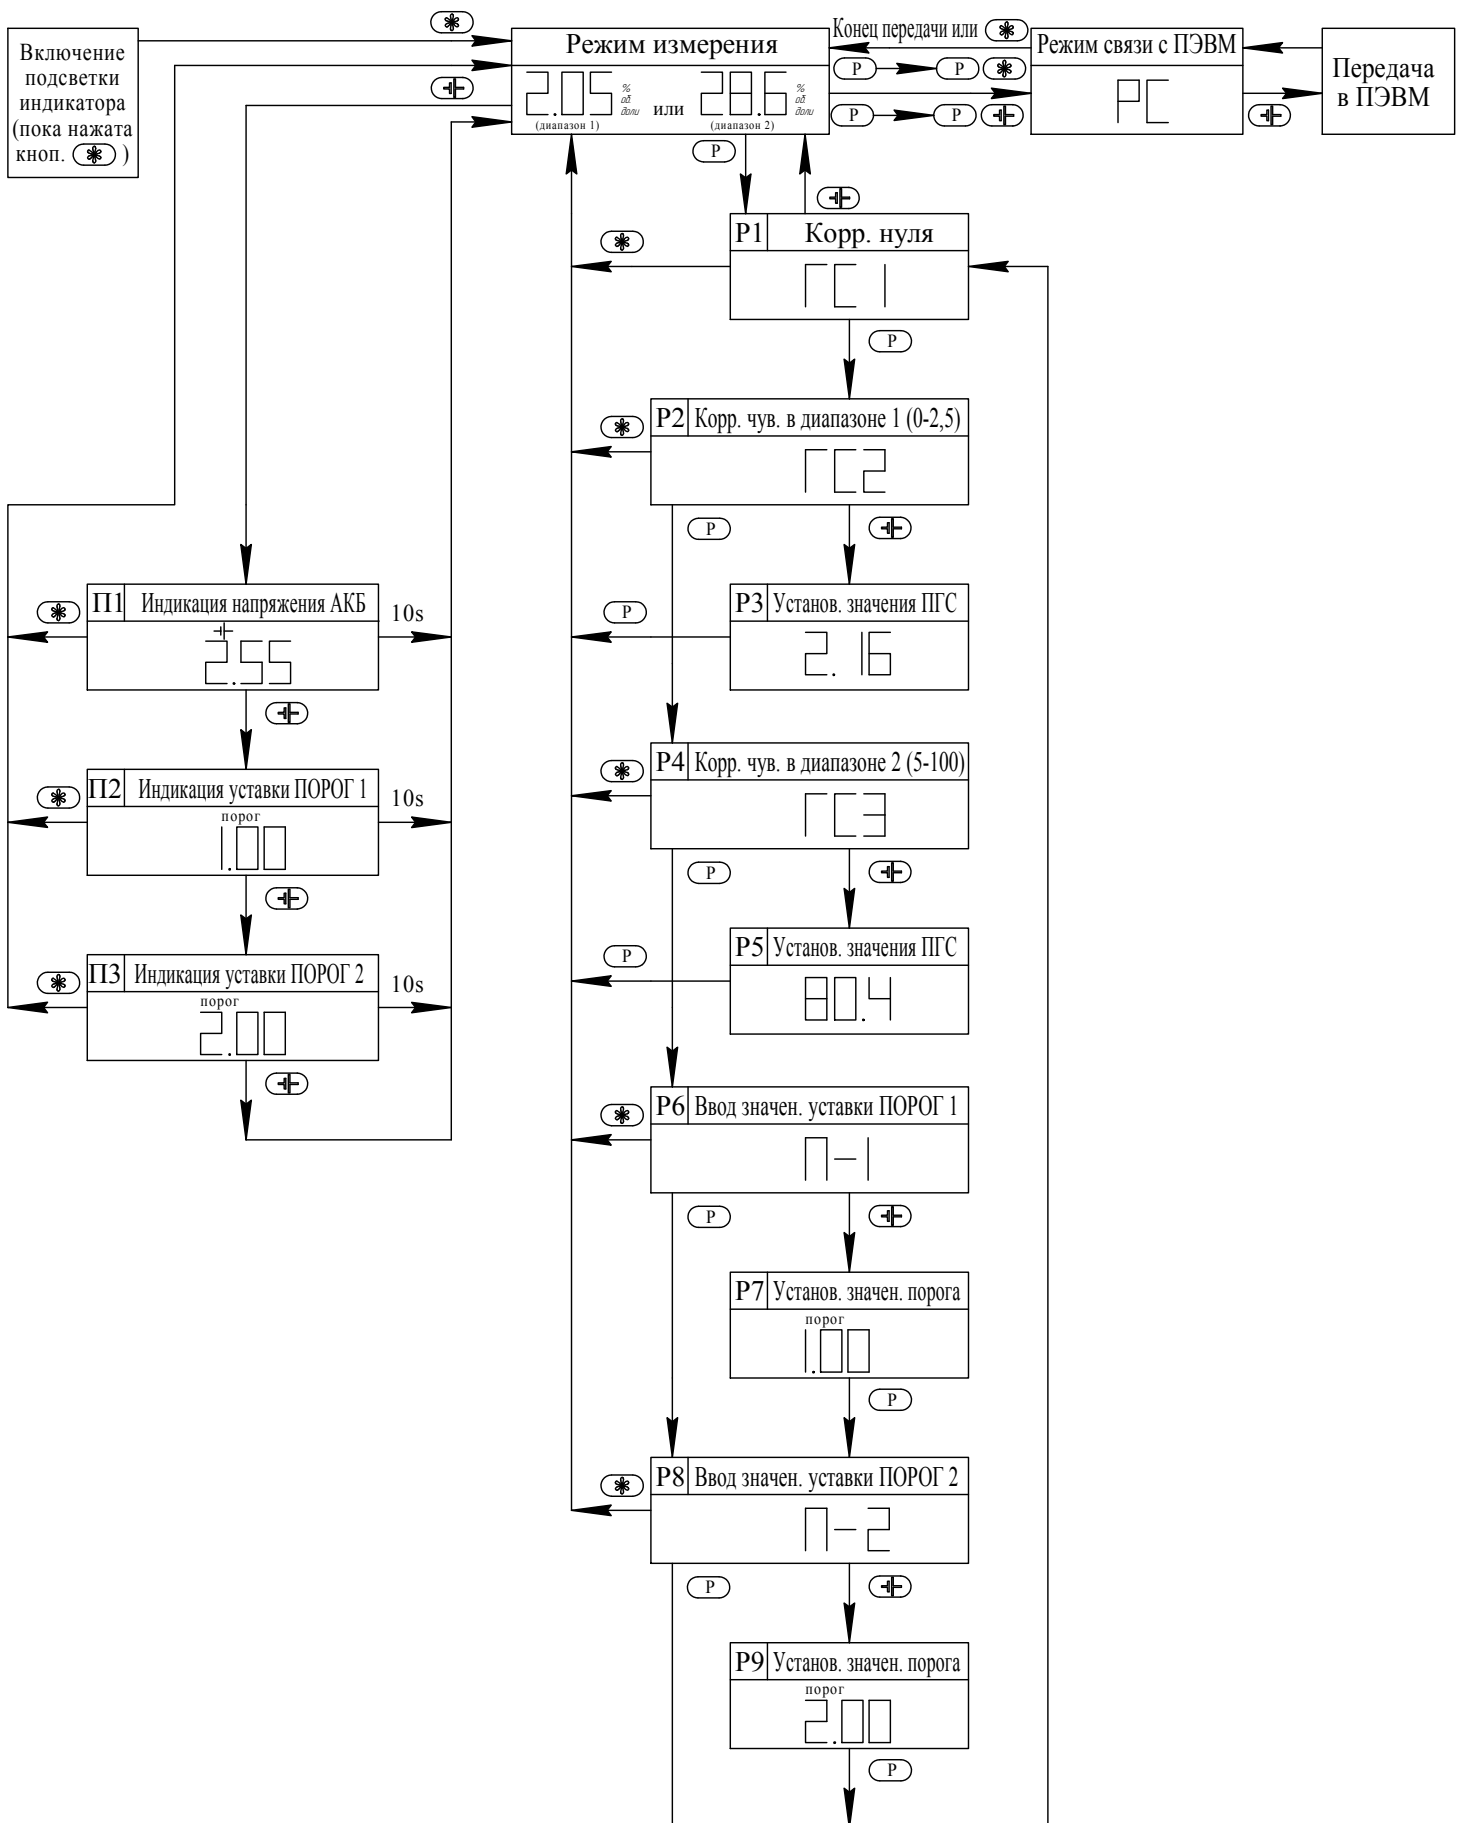 Включение
подсветки
индикатора
(пока нажата
кноп. )
Режим измерения
2.05 % об. доли или 28.6 % об. доли
(диапазон 1) (диапазон 2)
Конец передачи или
P P
P P
Режим связи с ПЭВМ
PC
Передача
в ПЭВМ
P
P1 Корр. нуля
ГС1
P
P2 Корр. чув. в диапазоне 1 (0-2,5)
ГС2
P
P3 Установ. значения ПГС
2.16
P
P4 Корр. чув. в диапазоне 2 (5-100)
ГС3
P
P5 Установ. значения ПГС
80.4
P
P6 Ввод значен. уставки ПОРОГ 1
П-1
P
P7 Установ. значен. порога
порог
1.00
P
P8 Ввод значен. уставки ПОРОГ 2
П-2
P
P9 Установ. значен. порога
порог
2.00
P
П1 Индикация напряжения АКБ
2.55
10s
П2 Индикация уставки ПОРОГ 1
порог
1.00
10s
П3 Индикация уставки ПОРОГ 2
порог
2.00
10s